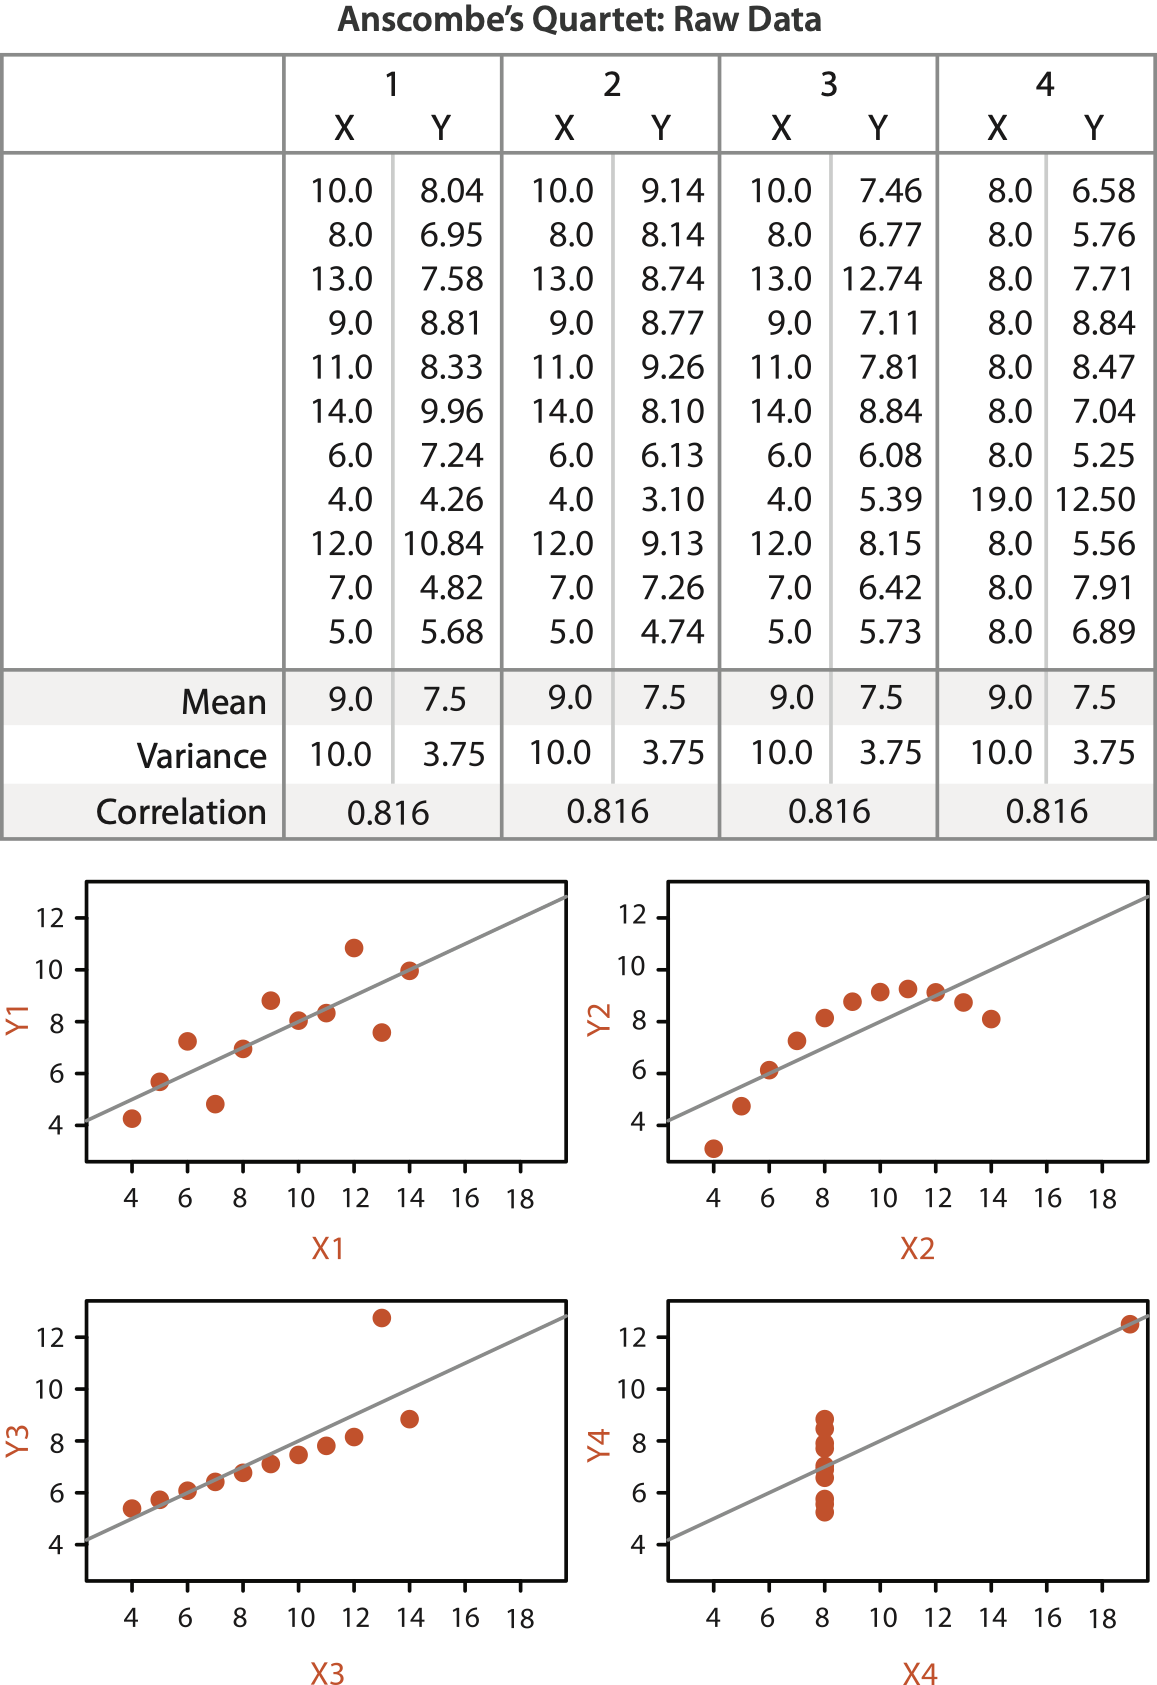 Anscombe's Quartet: Raw Data
1 2 3 4
X Y X Y X Y X Y
10.0 8.04 10.0 9.14 10.0 7.46 8.0 6.58
8.0 6.95 8.0 8.14 8.0 6.77 8.0 5.76
13.0 7.58 13.0 8.74 13.0 12.74 8.0 7.71
9.0 8.81 9.0 8.77 9.0 7.11 8.0 8.84
11.0 8.33 11.0 9.26 11.0 7.81 8.0 8.47
14.0 9.96 14.0 8.10 14.0 8.84 8.0 7.04
6.0 7.24 6.0 6.13 6.0 6.08 8.0 5.25
4.0 4.26 4.0 3.10 4.0 5.39 19.0 12.50
12.0 10.84 12.0 9.13 12.0 8.15 8.0 5.56
7.0 4.82 7.0 7.26 7.0 6.42 8.0 7.91
5.0 5.68 5.0 4.74 5.0 5.73 8.0 6.89
Mean 9.0 7.5 9.0 7.5 9.0 7.5 9.0 7.5
Variance 10.0 3.75 10.0 3.75 10.0 3.75 10.0 3.75
Correlation 0.816 0.816 0.816 0.816
Y1
12
10
8
6
4
4 6 8 10 12 14 16 18
X1
Y2
12
10
8
6
4
4 6 8 10 12 14 16 18
X2
Y3
12
10
8
6
4
4 6 8 10 12 14 16 18
X3
Y4
12
10
8
6
4
4 6 8 10 12 14 16 18
X4